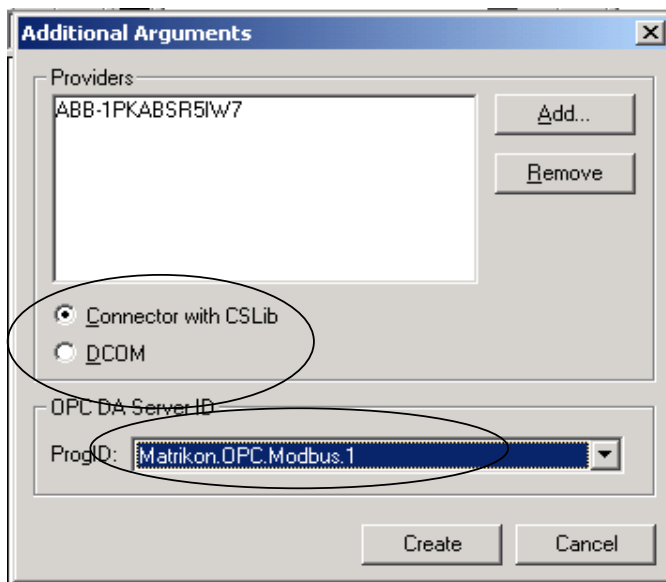 Additional Arguments
Providers
ABB-1PKABSR5IW7
Add...
Remove
Connector with CSLib
DCOM
OPC DA Server ID
ProgID: Matrikon.OPC.Modbus.1
Create Cancel